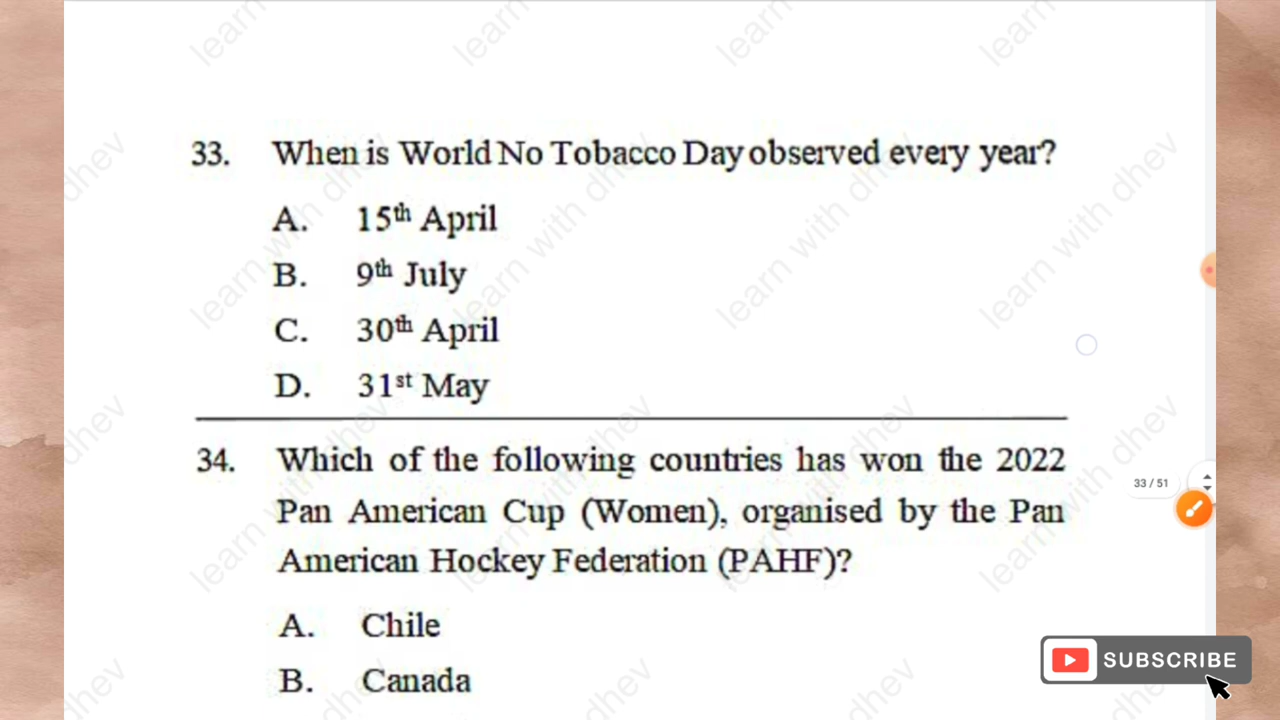 33. When is World No Tobacco Day observed every year?
A. 15th April
B. 9th July
C. 30th April
D. 31st May
34. Which of the following countries has won the 2022
Pan American Cup (Women), organised by the Pan
American Hockey Federation (PAHF)?
A. Chile
B. Canada
33 / 51
SUBSCRIBE
learn with dhev